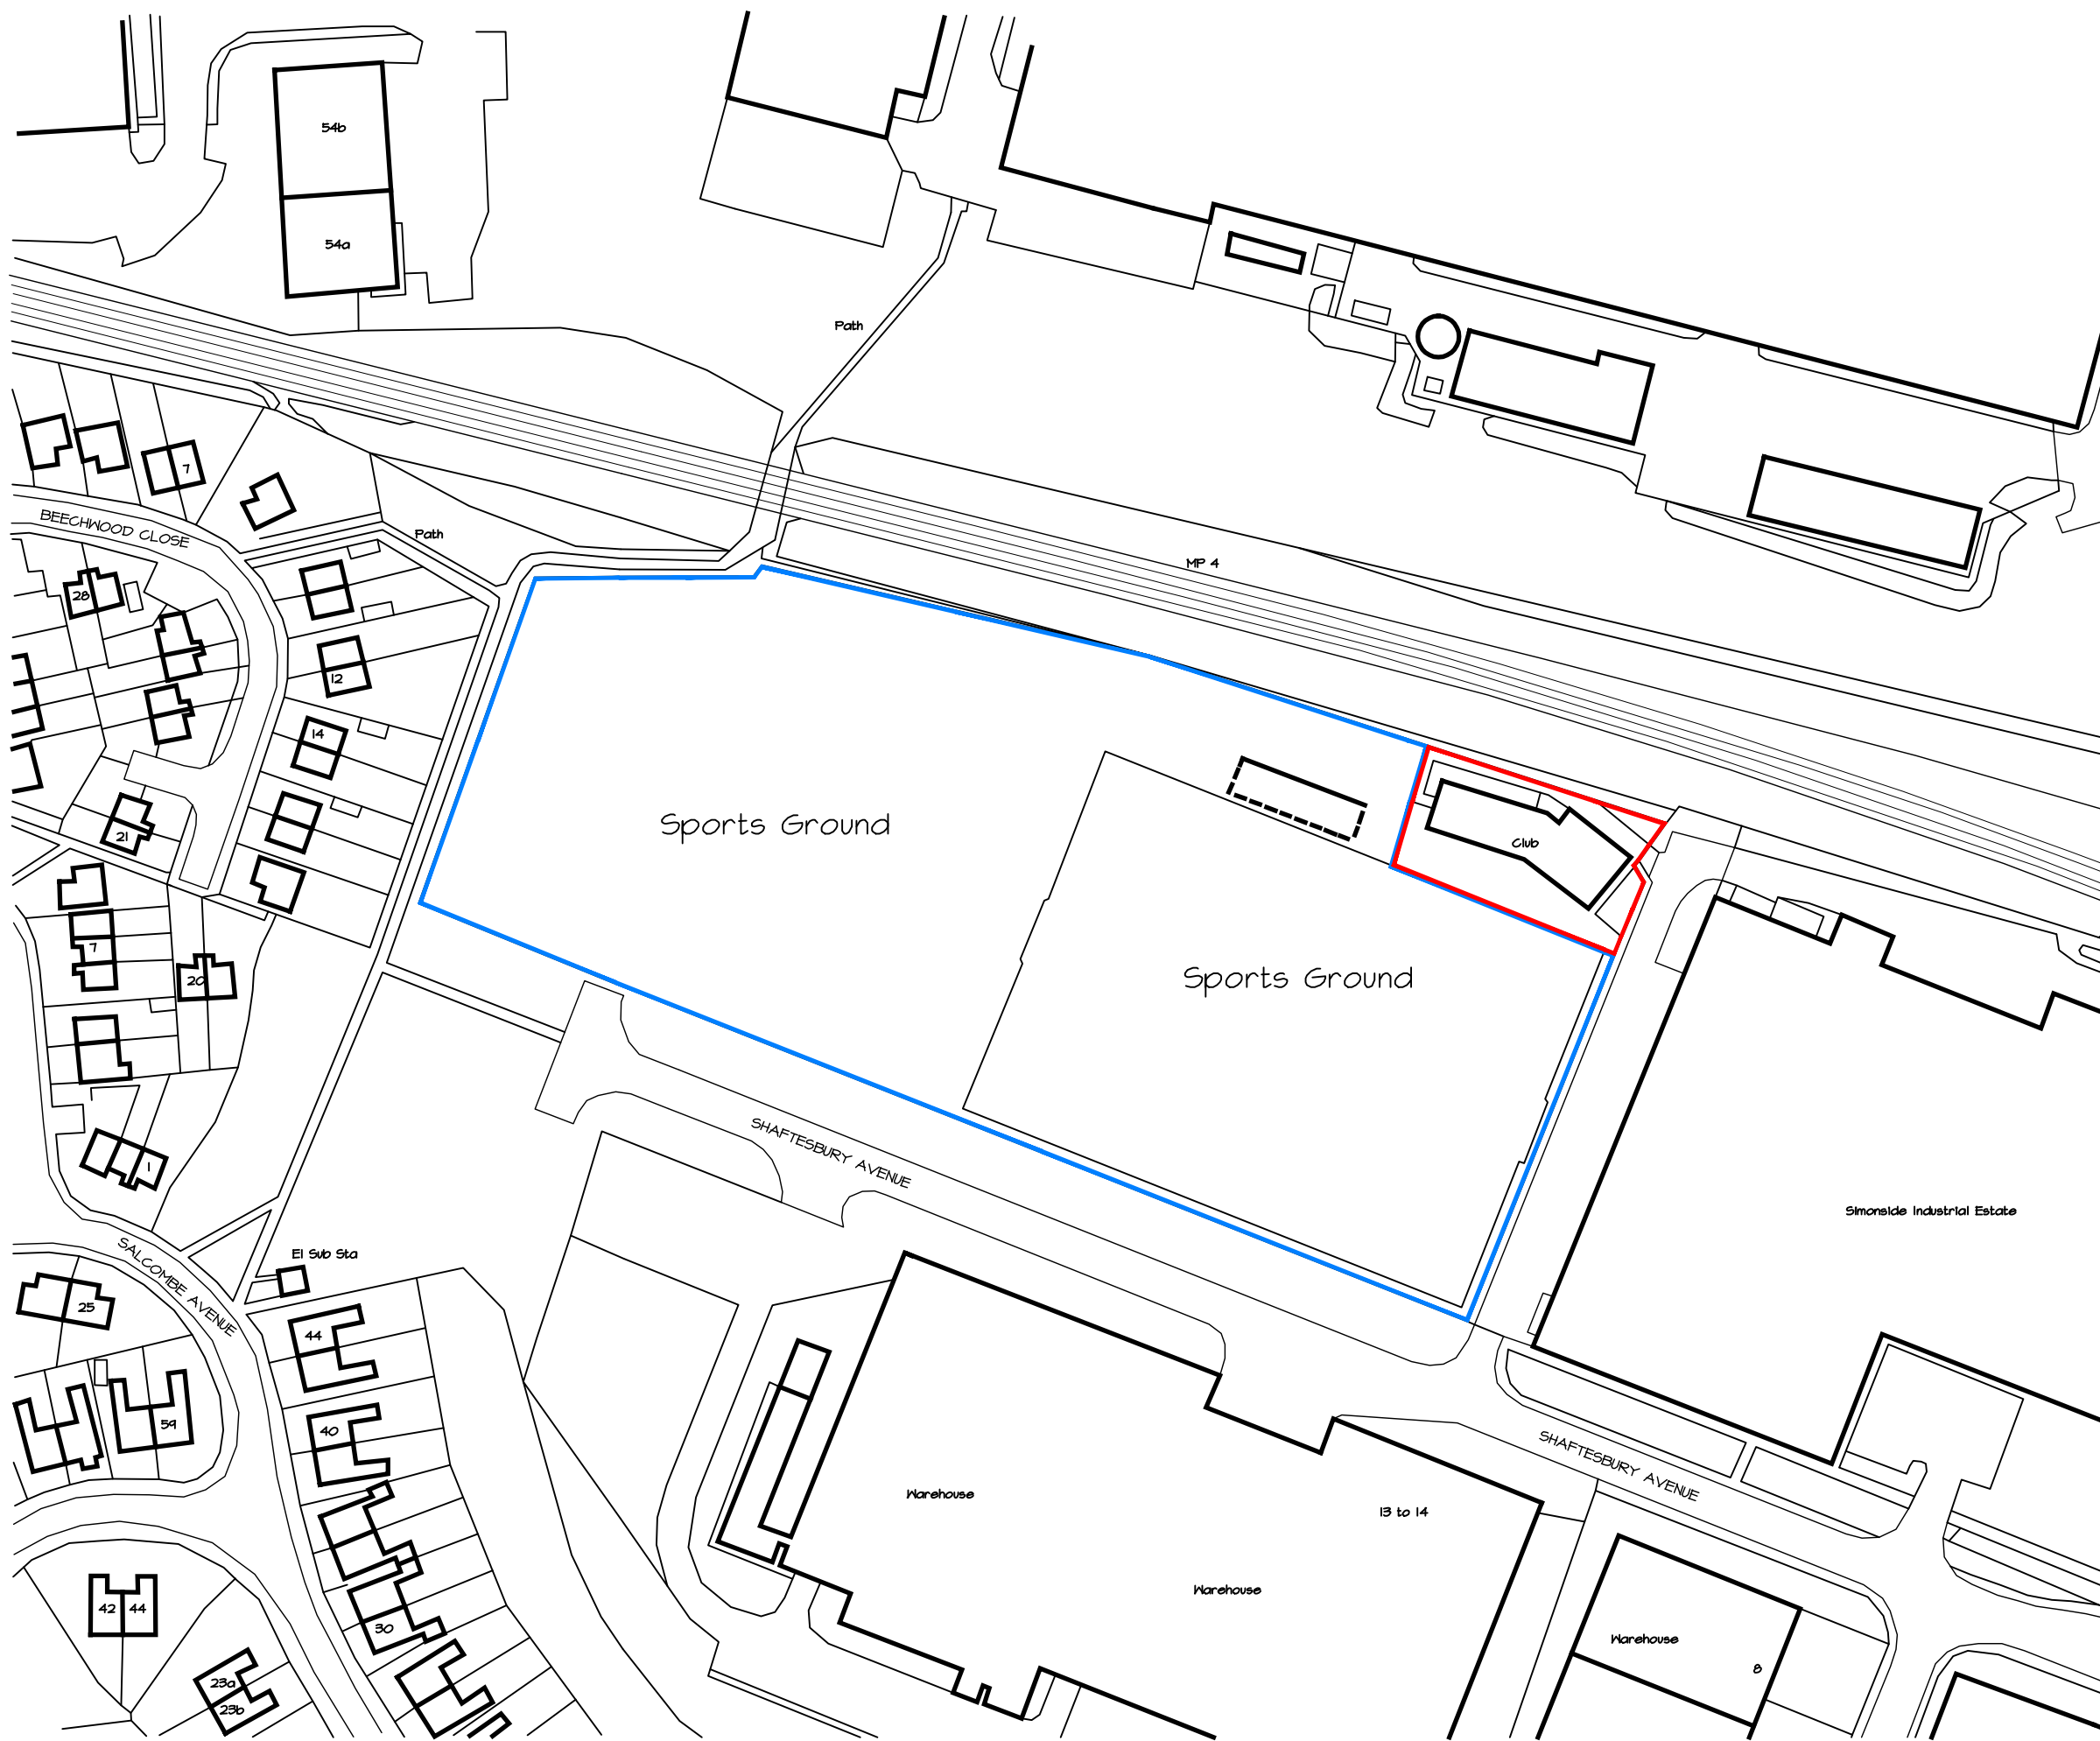 54b
54a
Path
7
BEECHWOOD CLOSE
Path
MP 4
28
12
14
Sports Ground
21
Club
7
20
Sports Ground
SHAFTESBURY AVENUE
1
Simonside Industrial Estate
SALCOMBE AVENUE
El Sub Sta
25
44
59
40
SHAFTESBURY AVENUE
Warehouse
13 to 14
Warehouse
42
44
30
Warehouse
8
23a
23b